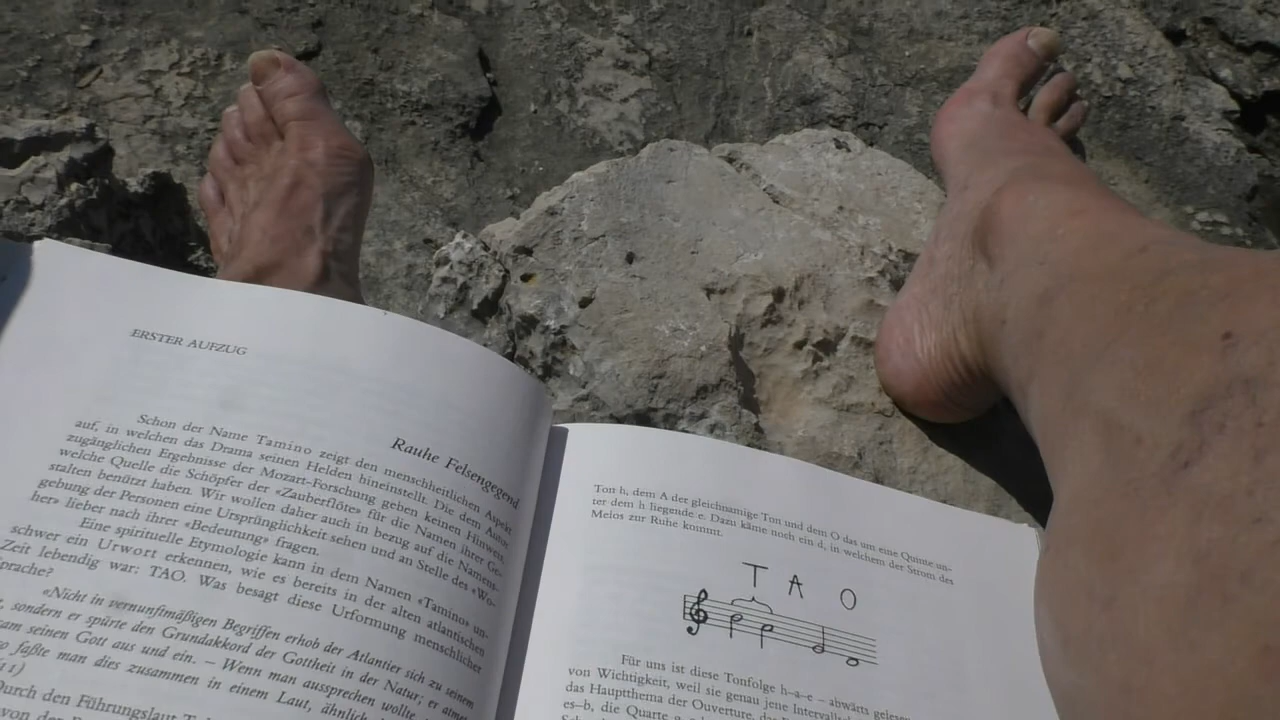 ERSTER AUFZUG
Rauhe Felsengegend
Schon der Name Tamino zeigt den menschheitlichen Aspekt
auf, in welchen das Drama seinen Helden hineinstellt. Die dem Autor
zugänglichen Ergebnisse der Mozart-Forschung geben keinen Hinweis,
welche Quelle die Schöpfer der «Zauberflöte» für die Namen ihrer Ge-
stalten benützt haben. Wir wollen daher auch in bezug auf die Namen-
gebung der Personen eine Ursprünglichkeit sehen und an Stelle des «Wo-
her» lieber nach ihrer «Bedeutung» fragen.
Eine spirituelle Etymologie kann in dem Namen «Tamino» un-
schwer ein Urwort erkennen, wie es bereits in der alten atlantischen
Zeit lebendig war: TAO. Was besagt diese Urformung menschlicher
Sprache?
«Nicht in vernunftmäßigen Begriffen erhob der Atlantier sich zu seinem
, sondern er spürte den Grundakkord der Gottheit in der Natur; er atmete
sam seinen Gott aus und ein. – Wenn man aussprechen wollte,
so faßte man dies zusammen in einem Laut, ähnlich
Durch den Führungslaut T
von der
Ton h, dem A der gleichnamige Ton und dem O das um eine Quinte un-
ter dem h liegende e. Dazu käme noch ein d, in welchem der Strom des
Melos zur Ruhe kommt.
T A O
Für uns ist diese Tonfolge h–a–e – abwärts gelesen
von Wichtigkeit, weil sie genau jene Intervall
das Hauptthema der Ouverture,
es–b, die Quarte